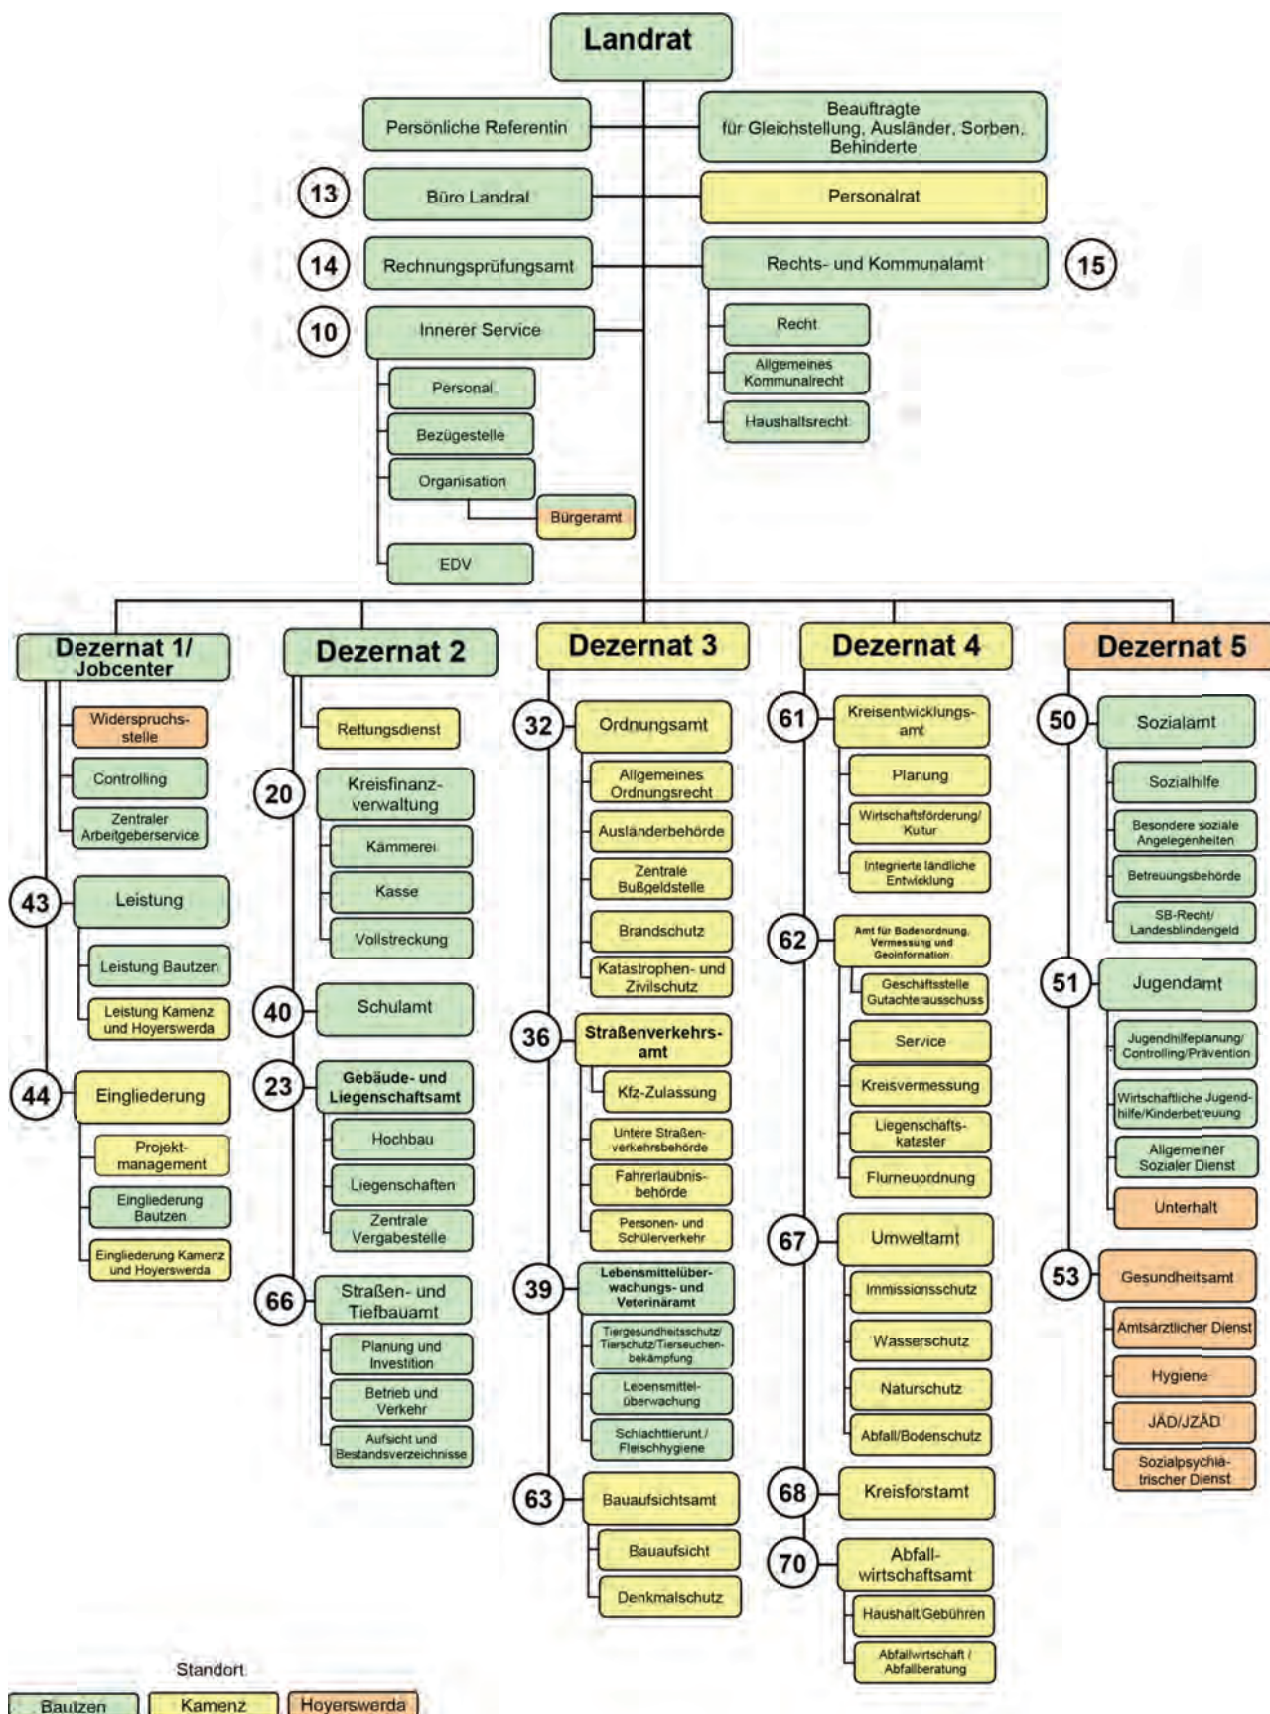 Landrat
Persönliche Referentin
Beauftragte
für Gleichstellung, Ausländer, Sorben,
Behinderte
13
Büro Landrat
Personalrat
14
Rechnungsprüfungsamt
Rechts- und Kommunalamt
15
10
Innerer Service
Recht
Allgemeines
Kommunalrecht
Haushaltsrecht
Personal
Bezügestelle
Organisation
Bürgeramt
EDV
Dezernat 1/
Jobcenter
Widerspruchs-
stelle
Controlling
Zentraler
Arbeitgeberservice
43
Leistung
Leistung Bautzen
Leistung Kamenz
und Hoyerswerda
44
Eingliederung
Projekt-
management
Eingliederung
Bautzen
Eingliederung Kamenz
und Hoyerswerda
Dezernat 2
Rettungsdienst
20
Kreisfinanz-
verwaltung
Kämmerei
Kasse
Vollstreckung
40
Schulamt
23
Gebäude- und
Liegenschaftsamt
Hochbau
Liegenschaften
Zentrale
Vergabestelle
66
Straßen- und
Tiefbauamt
Planung und
Investition
Betrieb und
Verkehr
Aufsicht und
Bestandsverzeichnisse
Dezernat 3
32
Ordnungsamt
Allgemeines
Ordnungsrecht
Ausländerbehörde
Zentrale
Bußgeldstelle
Brandschutz
Katastrophen- und
Zivilschutz
36
Straßenverkehrs-
amt
Kfz-Zulassung
Untere Straßen-
verkehrsbehörde
Fahrerlaubnis-
behörde
Personen- und
Schülerverkehr
39
Lebensmittelüber-
wachungs- und
Veterinäramt
Tiergesundheitsschutz/
Tierschutz/Tierseuchen-
bekämpfung
Lebensmittel-
überwachung
Schlachttierunt./
Fleischhygiene
63
Bauaufsichtsamt
Bauaufsicht
Denkmalschutz
Dezernat 4
61
Kreisentwicklungs-
amt
Planung
Wirtschaftsförderung/
Kutur
Integrierte ländliche
Entwicklung
62
Amt für Bodenordnung,
Vermessung und
Geoinformation
Geschäftsstelle
Gutachterausschuss
Service
Kreisvermessung
Liegenschafts-
kataster
Flurneuordnung
67
Umweltamt
Immissionsschutz
Wasserschutz
Naturschutz
Abfall/Bodenschutz
68
Kreisforstamt
70
Abfall-
wirtschaftsamt
Haushalt/Gebühren
Abfallwirtschaft /
Abfallberatung
Dezernat 5
50
Sozialamt
Sozialhilfe
Besondere soziale
Angelegenheiten
Betreuungsbehörde
SB-Recht/
Landesblindengeld
51
Jugendamt
Jugendhilfeplanung/
Controlling/Prävention
Wirtschaftliche Jugend-
hilfe/Kinderbetreuung
Allgemeiner
Sozialer Dienst
Unterhalt
53
Gesundheitsamt
Amtsärztlicher Dienst
Hygiene
JÄD/JZÄD
Sozialpsychia-
trischer Dienst
Standort
Bautzen
Kamenz
Hoyerswerda